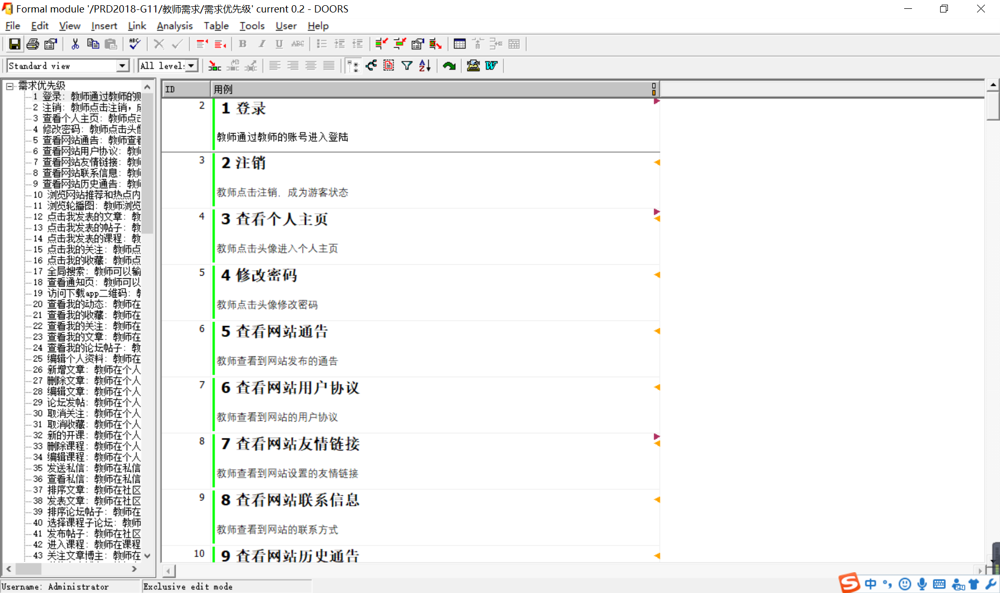 Formal module '/PRD2018-G11/教师需求/需求优先级' current 0.2 - DOORS
File Edit View Insert Link Analysis Table Tools User Help
Standard view
All level:
需求优先级
1 登录: 教师通过教师的账
2 注销: 教师点击注销，成
3 查看个人主页: 教师点击
4 修改密码: 教师点击头像
5 查看网站通告: 教师查看
6 查看网站用户协议: 教师
7 查看网站友情链接: 教师
8 查看网站联系信息: 教师
9 查看网站历史通告: 教师
10 浏览网站推荐和热点内
11 浏览轮播图: 教师浏览
12 点击我发表的文章: 教
13 点击我发表的帖子: 教
14 点击我发表的课程: 教
15 点击我的关注: 教师点
16 点击我的收藏: 教师点
17 全局搜索: 教师可以输
18 查看通知页: 教师可以
19 访问下载app二维码: 教
20 查看我的动态: 教师在
21 查看我的收藏: 教师在
22 查看我的关注: 教师在
23 查看我的文章: 教师在
24 查看我的论坛帖子: 教
25 编辑个人资料: 教师在
26 新增文章: 教师在个人
27 删除文章: 教师在个人
28 编辑文章: 教师在个人
29 论坛发帖: 教师在个人
30 取消关注: 教师在个人
31 取消收藏: 教师在个人
32 新的开课: 教师在个人
33 删除课程: 教师在个人
34 编辑课程: 教师在个人
35 发送私信: 教师在私信
36 查看私信: 教师在私信
37 排序文章: 教师在社区
38 发表文章: 教师在社区
39 排序论坛帖子: 教师在
40 选择课程子论坛: 教师
41 发布帖子: 教师在社区
42 进入课程: 教师在课程
43 关注文章博主: 教师在
ID 用例
2 1 登录
教师通过教师的账号进入登陆
3 2 注销
教师点击注销，成为游客状态
4 3 查看个人主页
教师点击头像进入个人主页
5 4 修改密码
教师点击头像修改密码
6 5 查看网站通告
教师查看到网站发布的通告
7 6 查看网站用户协议
教师查看到网站的用户协议
8 7 查看网站友情链接
教师查看到网站设置的友情链接
9 8 查看网站联系信息
教师查看到网站的联系方式
10 9 查看网站历史通告
Username: Administrator
Exclusive edit mode
中